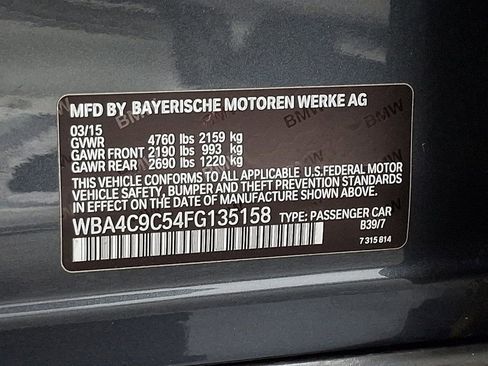 MFD BY BAYERISCHE MOTOREN WERKE AG
03/15
GVWR 4760 lbs 2159 kg
GAWR FRONT 2190 lbs 993 kg
GAWR REAR 2690 lbs 1220 kg
THIS VEHICLE CONFORMS TO ALL APPLICABLE U.S.FEDERAL MOTOR
VEHICLE SAFETY, BUMPER AND THEFT PREVENTION STANDARDS
IN EFFECT ON THE DATE OF MANUFACTURE SHOWN ABOVE.
WBA4C9C54FG135158 TYPE: PASSENGER CAR
B39/7
7 315 814